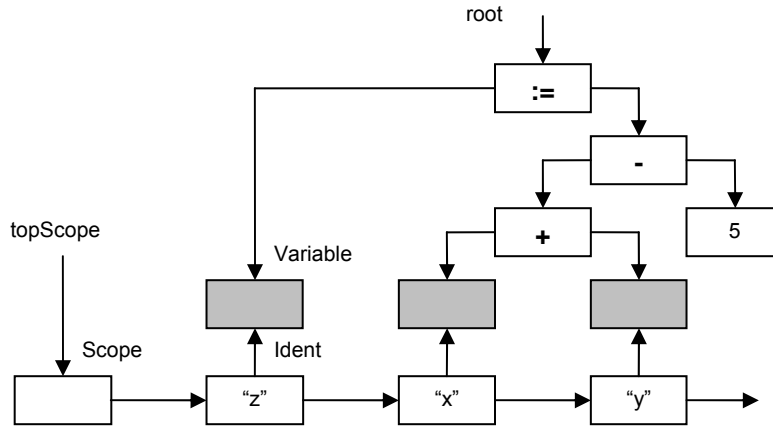 root
:=
-
topScope
+
5
Variable
Scope
Ident
“z”
“x”
“y”